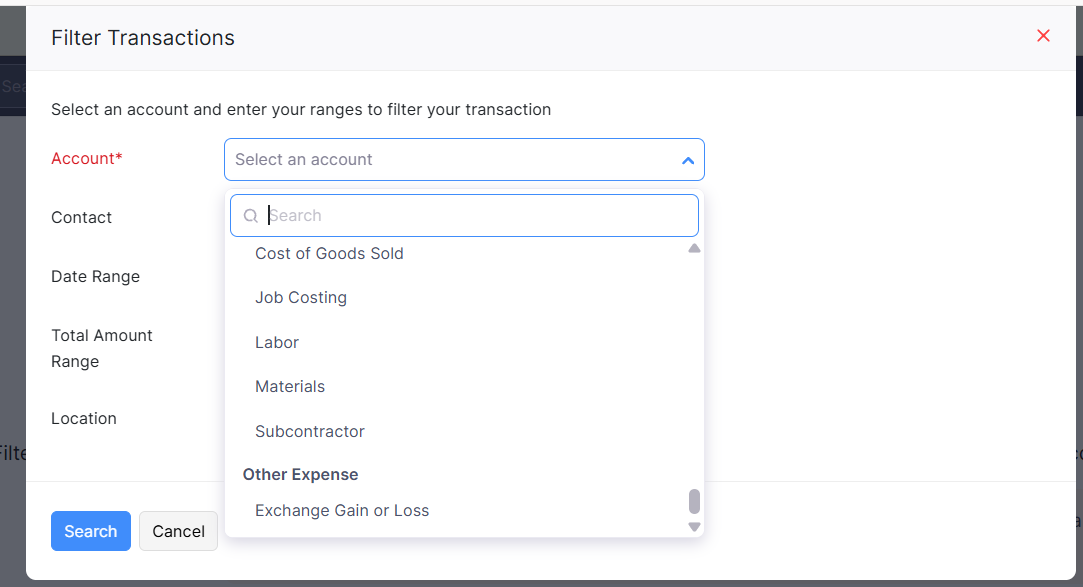 Filter Transactions
Select an account and enter your ranges to filter your transaction
Account*
Select an account
Search
Contact
Cost of Goods Sold
Date Range
Job Costing
Total Amount
Range
Labor
Materials
Location
Subcontractor
Other Expense
Exchange Gain or Loss
Search
Cancel